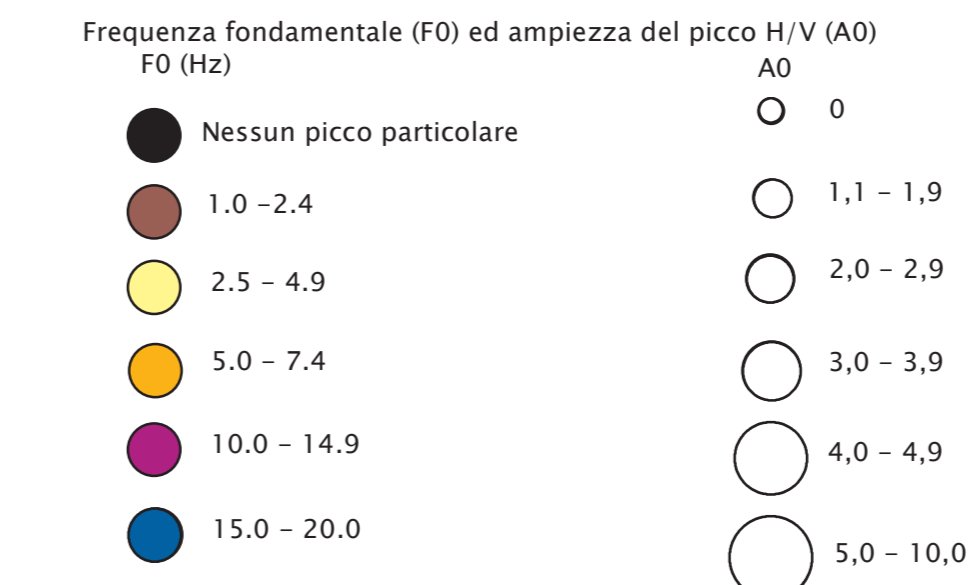 Frequenza fondamentale (F0) ed ampiezza del picco H/V (A0)
F0 (Hz)
Nessun picco particolare
1.0 –2.4
2.5 – 4.9
5.0 – 7.4
10.0 – 14.9
15.0 – 20.0
A0
0
1,1 – 1,9
2,0 – 2,9
3,0 – 3,9
4,0 – 4,9
5,0 – 10,0